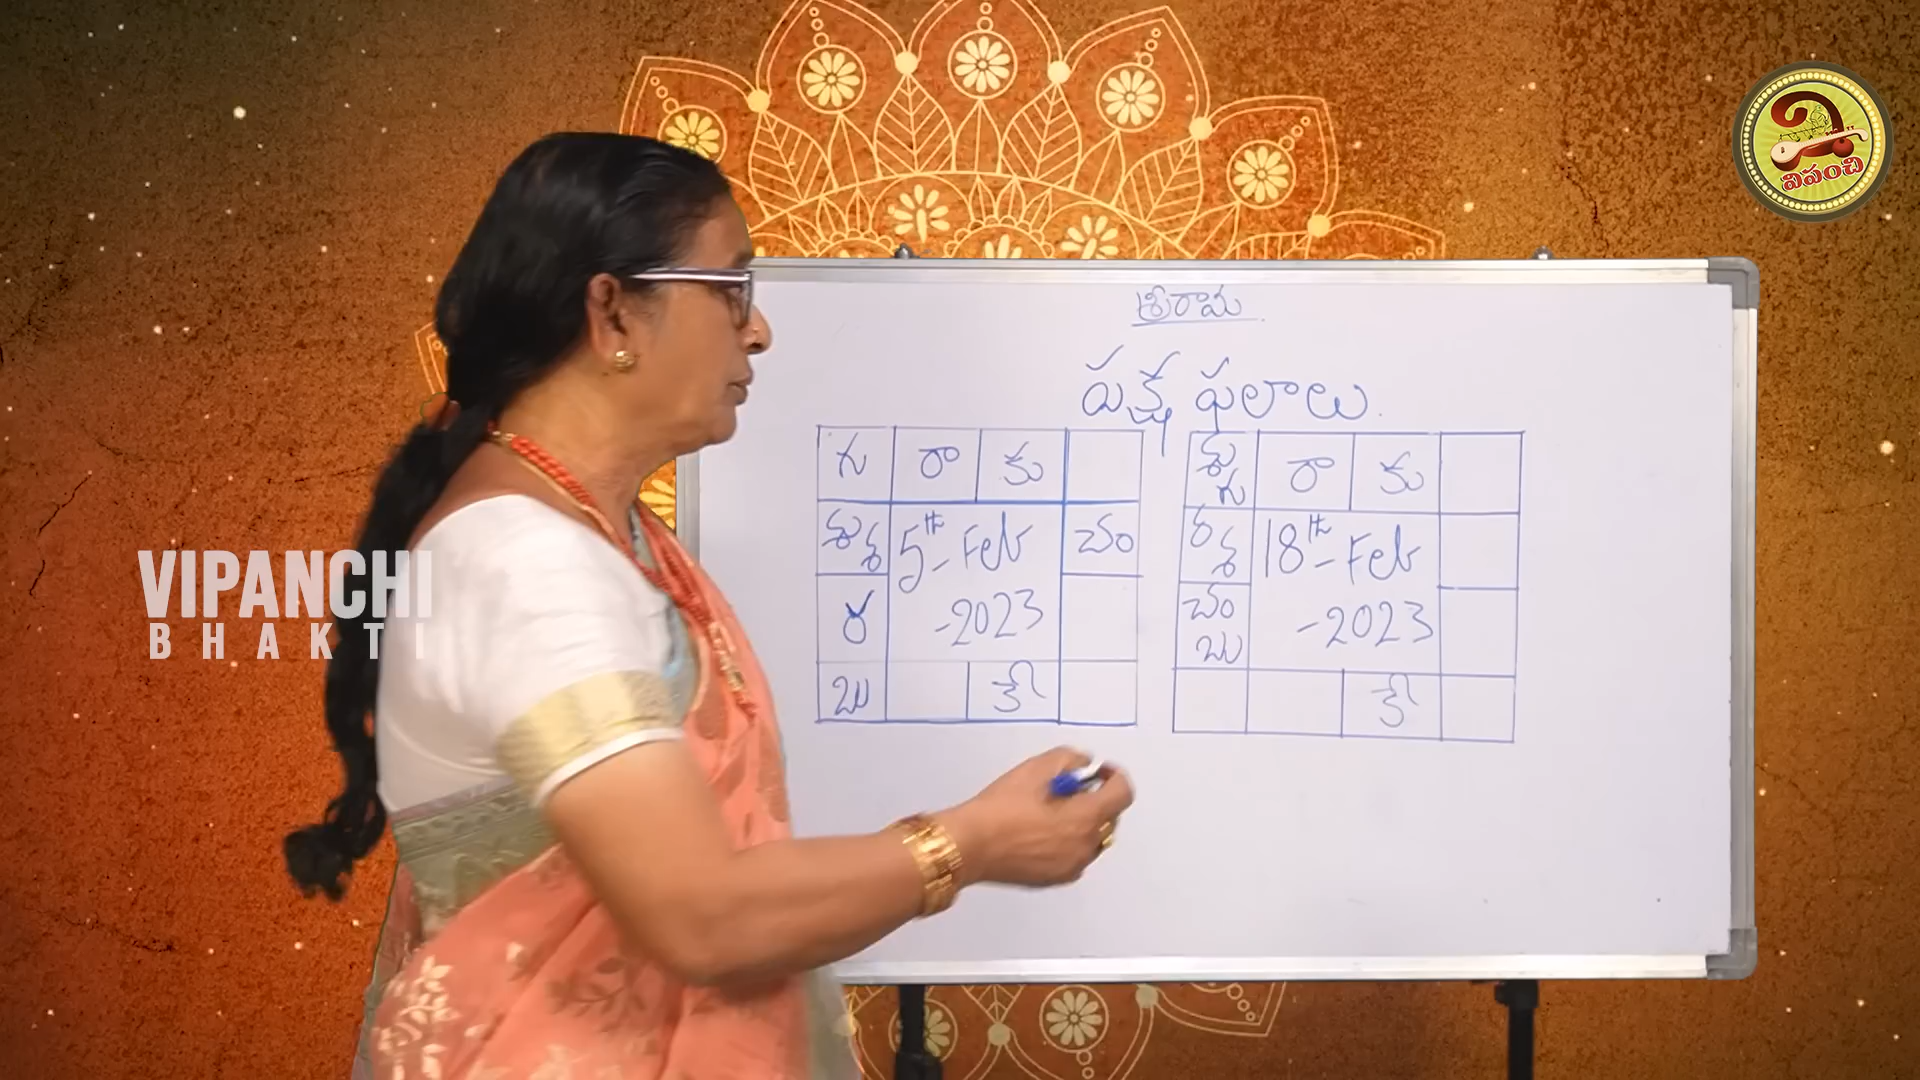 విపంచి
శ్రీరామ
పక్ష ఫలాలు.
గు రా కు
శు శ 5th - Feb - 2023 చం
ర
బు కే
శు గు రా కు
ర శ 18th - Feb - 2023
చం బు
కే
VIPANCHI
BHAKTI